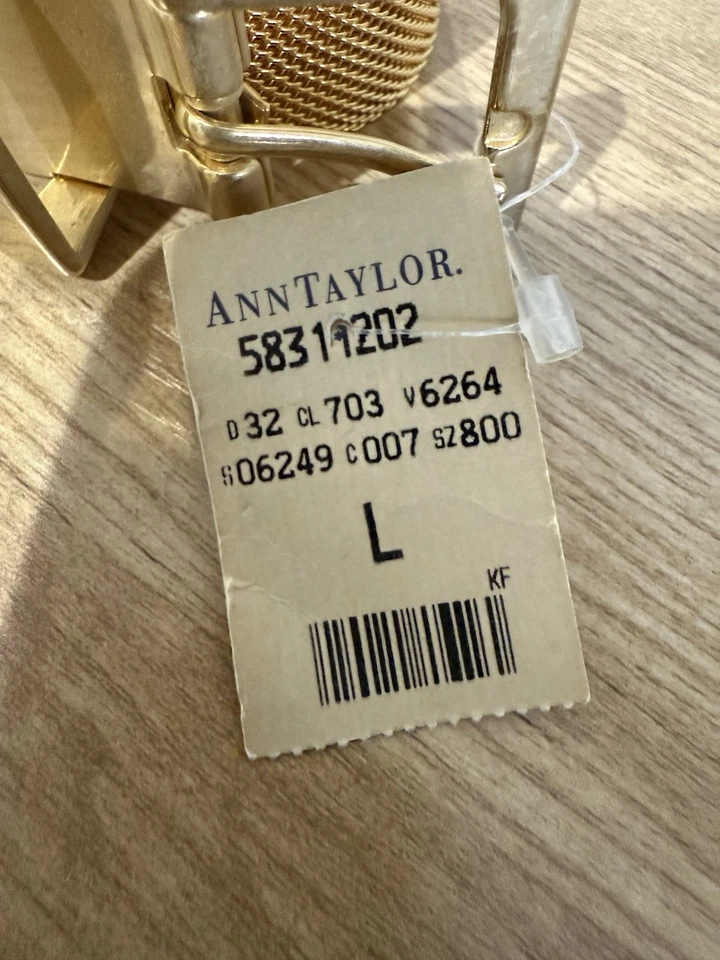 ANNTAYLOR.
58311202
D32 CL703 V6264
S06249 C007 SZ800
L
KF